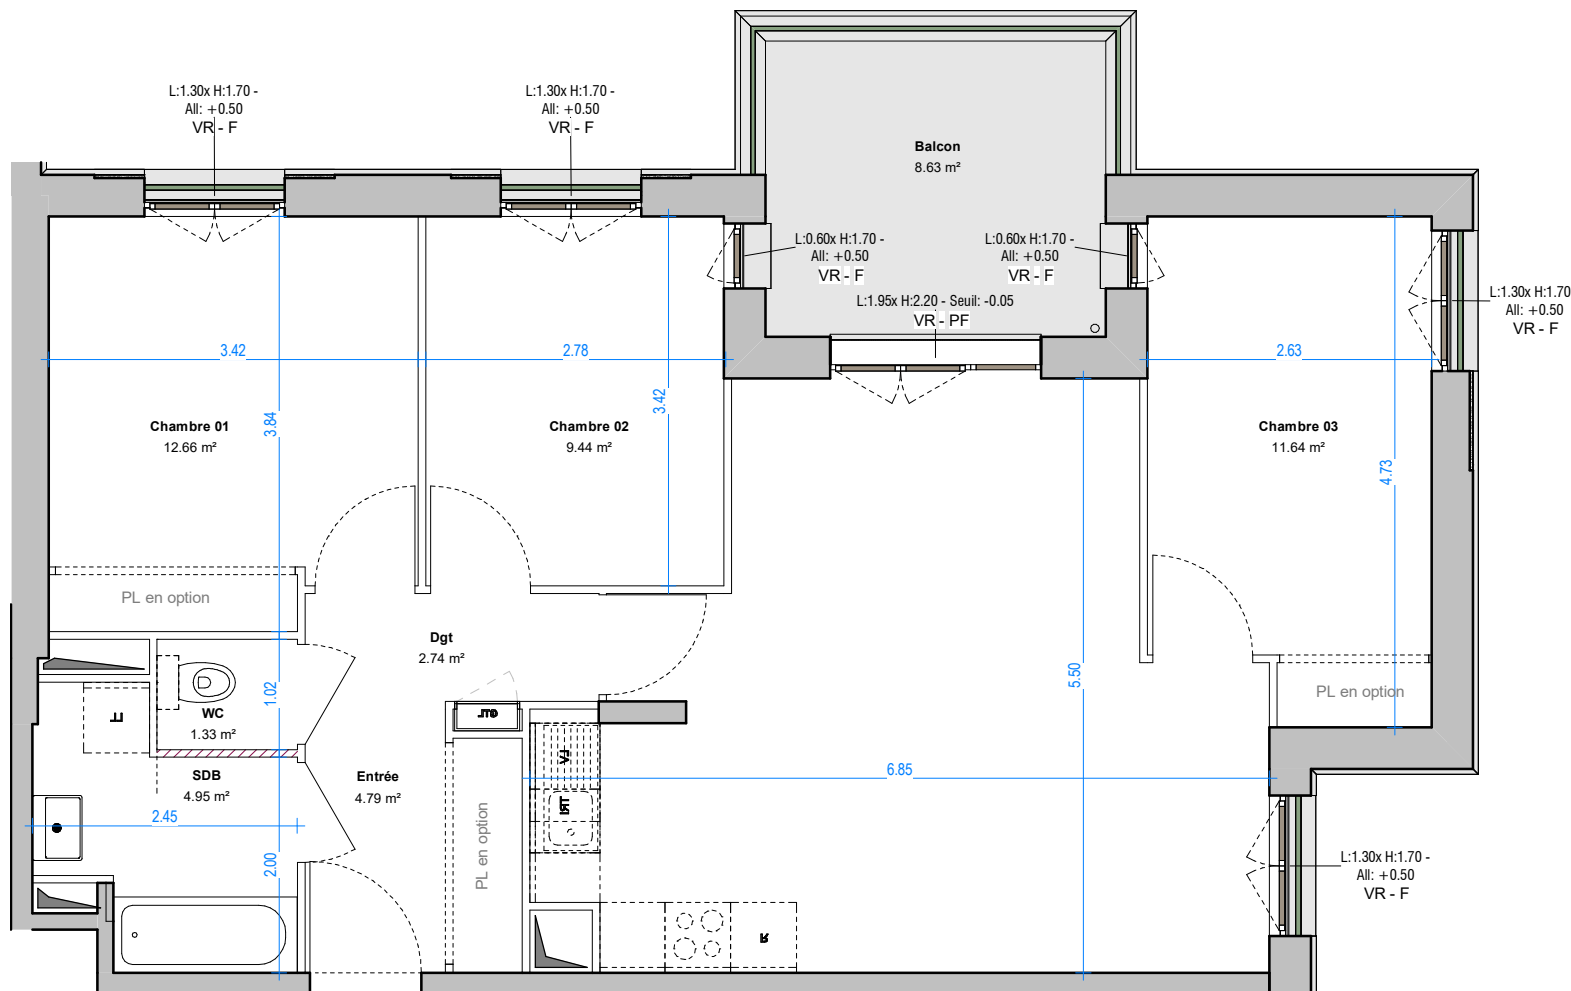 L:1.30x H:1.70 -
All: +0.50
VR - F
L:1.30x H:1.70 -
All: +0.50
VR - F
Balcon
8.63 m²
L:0.60x H:1.70 -
All: +0.50
VR - F
L:0.60x H:1.70 -
All: +0.50
VR - F
L:1.95x H:2.20 - Seuil: -0.05
VR - PF
L:1.30x H:1.70
All: +0.50
VR - F
3.42
2.78
2.63
3.84
3.42
4.73
Chambre 01
12.66 m²
Chambre 02
9.44 m²
Chambre 03
11.64 m²
PL en option
Dgt
2.74 m²
5.50
PL en option
1.02
WC
1.33 m²
LL
GTL
SDB
4.95 m²
Entrée
4.79 m²
LV
6.85
TRI
2.45
2.00
PL en option
L:1.30x H:1.70 -
All: +0.50
VR - F
R